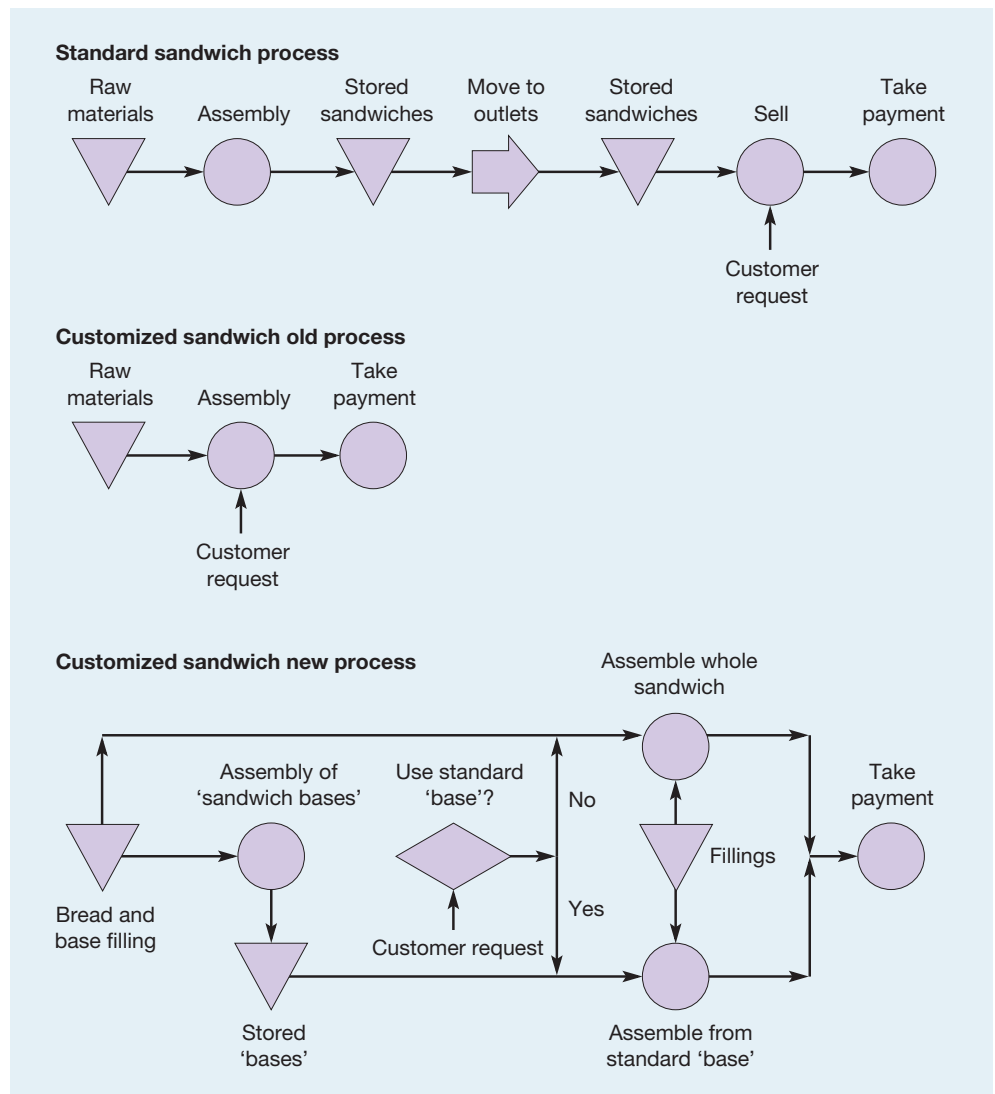 Standard sandwich process
Raw
materials
Assembly
Stored
sandwiches
Move to
outlets
Stored
sandwiches
Sell
Take
payment
Customer
request
Customized sandwich old process
Raw
materials
Assembly
Take
payment
Customer
request
Customized sandwich new process
Assemble whole
sandwich
Assembly of
‘sandwich bases’
Use standard
‘base’?
No
Take
payment
Fillings
Bread and
base filling
Yes
Customer request
Stored
‘bases’
Assemble from
standard ‘base’